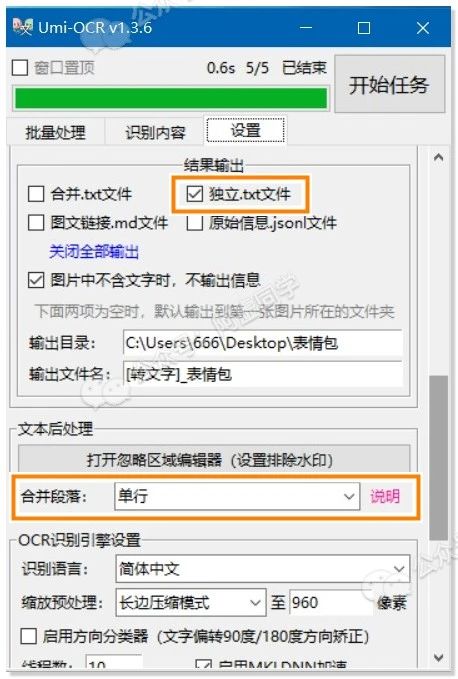 Umi-OCR v1.3.6
窗口置顶 0.6s 5/5 已结束
开始任务
批量处理 识别内容 设置
结果输出
合并.txt文件 独立.txt文件
图文链接.md文件 原始信息.jsonl文件
关闭全部输出
图片中不含文字时，不输出信息
下面两项为空时，默认输出到第一张图片所在的文件夹
输出目录： C:\Users\666\Desktop\表情包
输出文件名： [转文字]_表情包
文本后处理
打开忽略区域编辑器（设置排除水印）
合并段落： 单行 说明
OCR识别引擎设置
识别语言： 简体中文
缩放预处理： 长边压缩模式 至 960 像素
启用方向分类器（文字偏转90度/180度方向矫正）
线程数： 10 启用MKLDNN加速